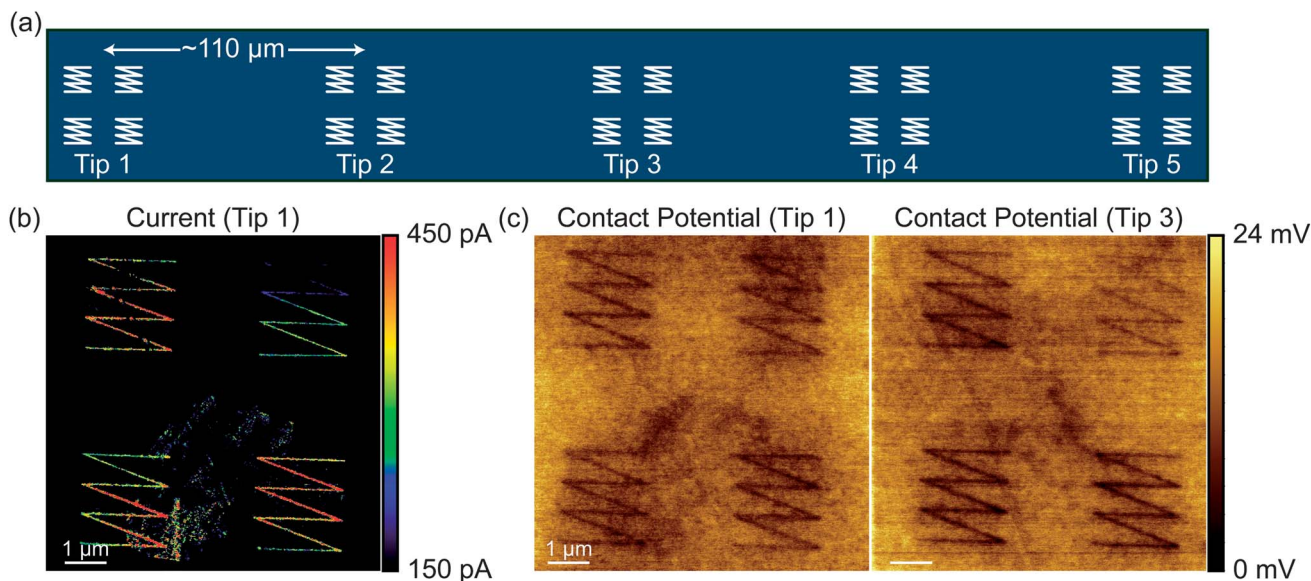 (a)
~110 µm
Tip 1 Tip 2 Tip 3 Tip 4 Tip 5
(b) Current (Tip 1)
450 pA
150 pA
1 µm
(c) Contact Potential (Tip 1) Contact Potential (Tip 3)
24 mV
0 mV
1 µm